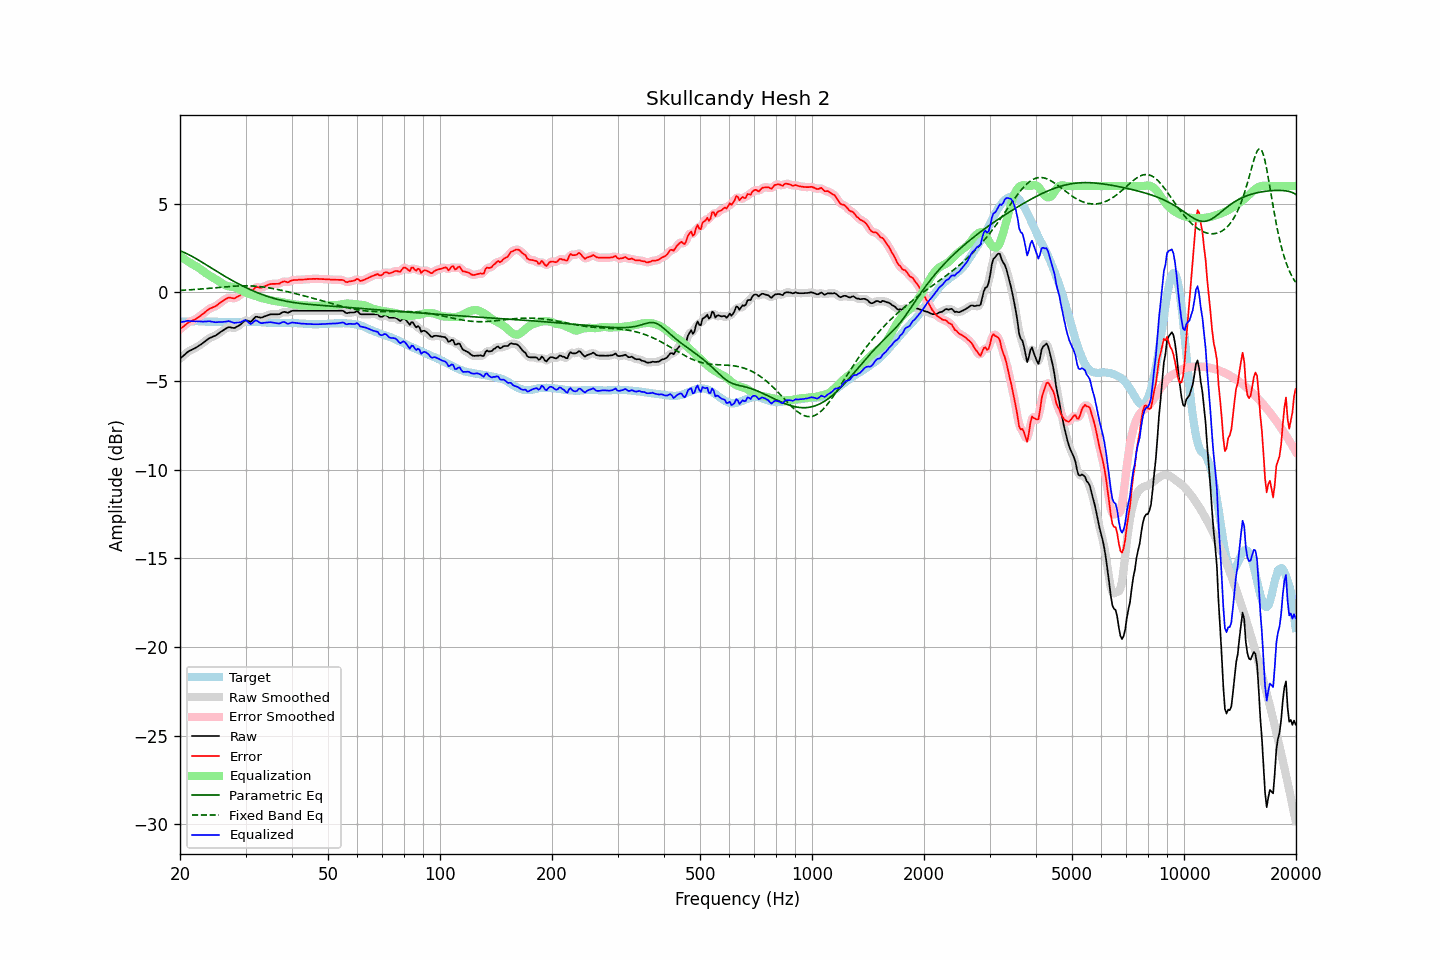 Skullcandy Hesh 2
Amplitude (dBr)
5
0
−5
−10
−15
−20
−25
−30
Target
Raw Smoothed
Error Smoothed
Raw
Error
Equalization
Parametric Eq
Fixed Band Eq
Equalized
20 50 100 200 500 1000 2000 5000 10000 20000
Frequency (Hz)